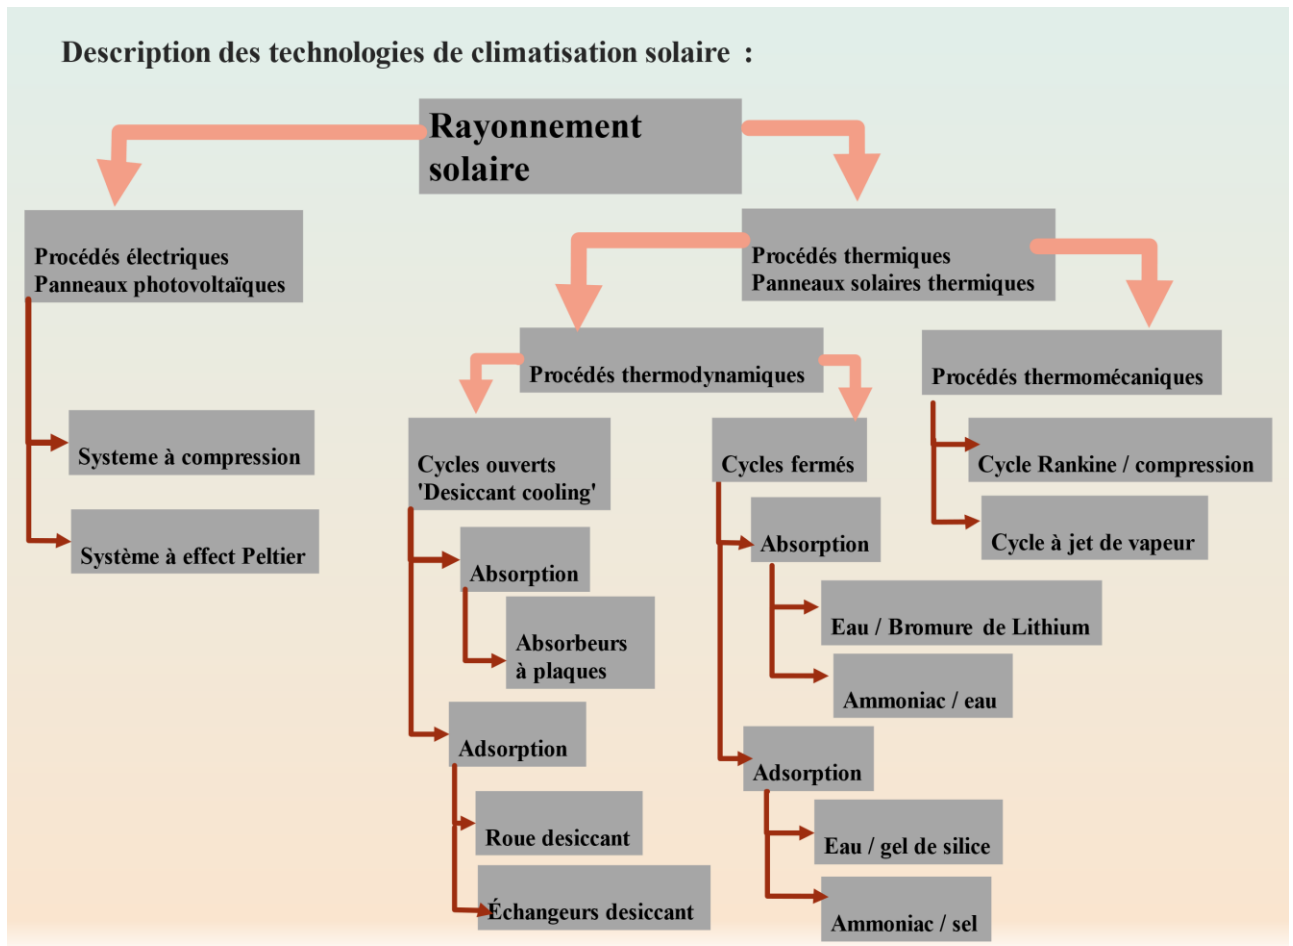 Description des technologies de climatisation solaire :
Rayonnement
solaire
Procédés électriques
Panneaux photovoltaïques
Procédés thermiques
Panneaux solaires thermiques
Procédés thermodynamiques
Procédés thermomécaniques
Systeme à compression
Système à effect Peltier
Cycles ouverts
'Desiccant cooling'
Absorption
Absorbeurs
à plaques
Adsorption
Roue desiccant
Échangeurs desiccant
Cycles fermés
Absorption
Eau / Bromure de Lithium
Ammoniac / eau
Adsorption
Eau / gel de silice
Ammoniac / sel
Cycle Rankine / compression
Cycle à jet de vapeur